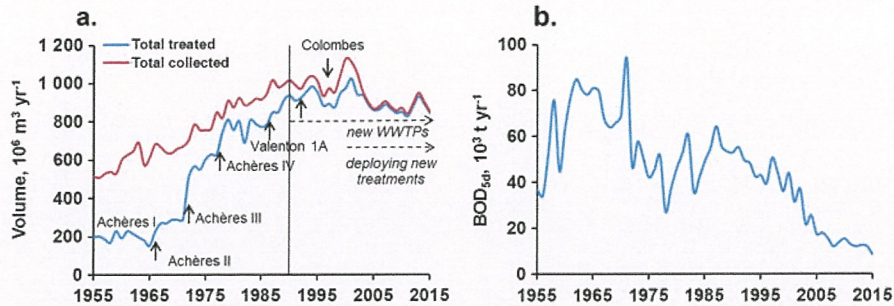 a.
Total treated
Total collected
Volume, 10⁶ m³ yr⁻¹
1 200
1 000
800
600
400
200
0
Colombes
new WWTPs
Valenton 1A
Achères IV
deploying new
treatments
Achères I
Achères III
Achères II
1955 1965 1975 1985 1995 2005 2015
b.
BOD₅d, 10³ t yr⁻¹
100
80
60
40
20
0
1955 1965 1975 1985 1995 2005 2015